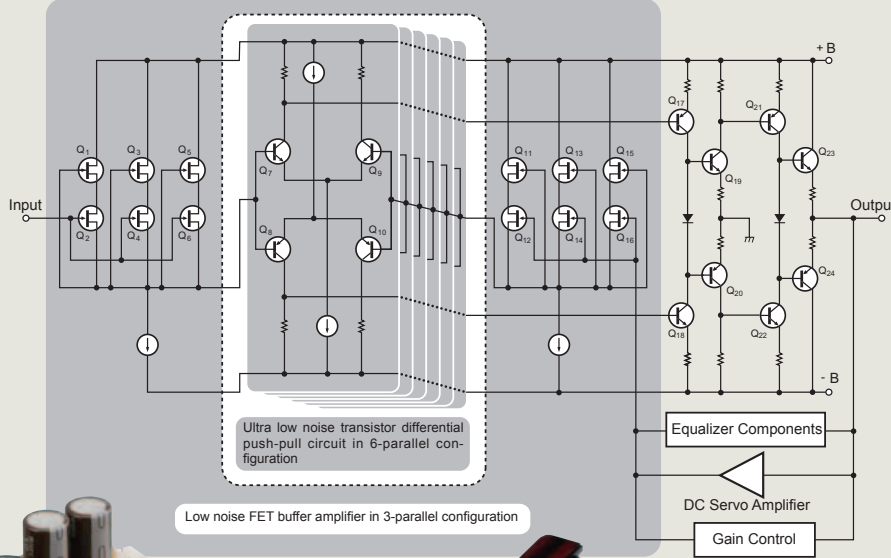 + B
Q17
Q21
Q1
Q3
Q5
Q11
Q13
Q15
Q23
Q7
Q9
Q19
Input
Output
Q2
Q4
Q6
Q8
Q10
Q12
Q14
Q16
Q20
Q24
Q18
Q22
- B
Ultra low noise transistor differential
push-pull circuit in 6-parallel con-
figuration
Equalizer Components
DC Servo Amplifier
Low noise FET buffer amplifier in 3-parallel configuration
Gain Control